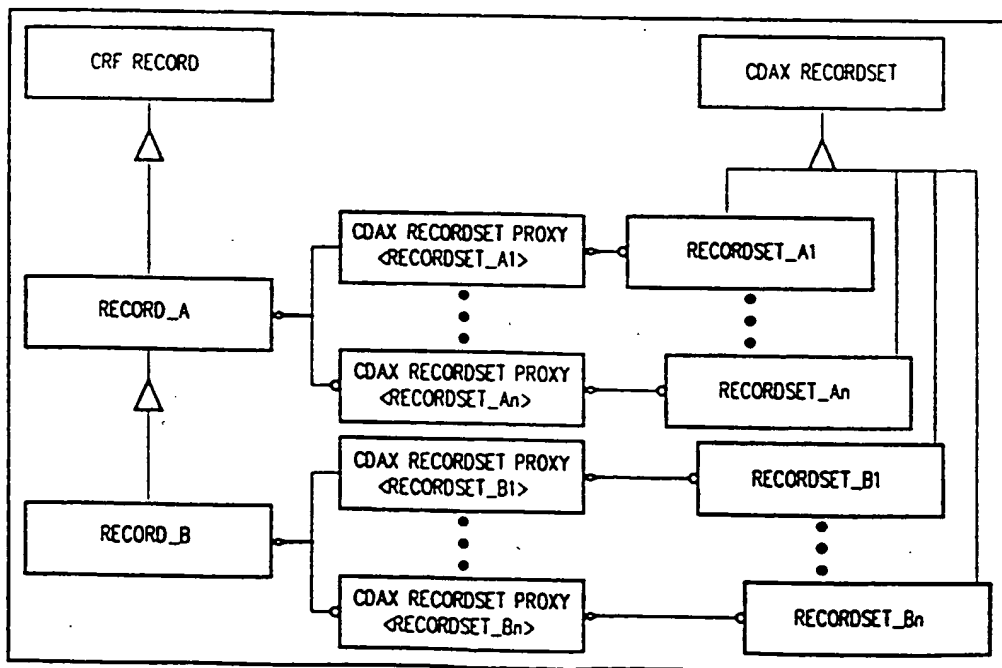 CRF RECORD
CDAX RECORDSET
CDAX RECORDSET PROXY
<RECORDSET_A1>
RECORDSET_A1
RECORD_A
CDAX RECORDSET PROXY
<RECORDSET_An>
RECORDSET_An
CDAX RECORDSET PROXY
<RECORDSET_B1>
RECORDSET_B1
RECORD_B
CDAX RECORDSET PROXY
<RECORDSET_Bn>
RECORDSET_Bn